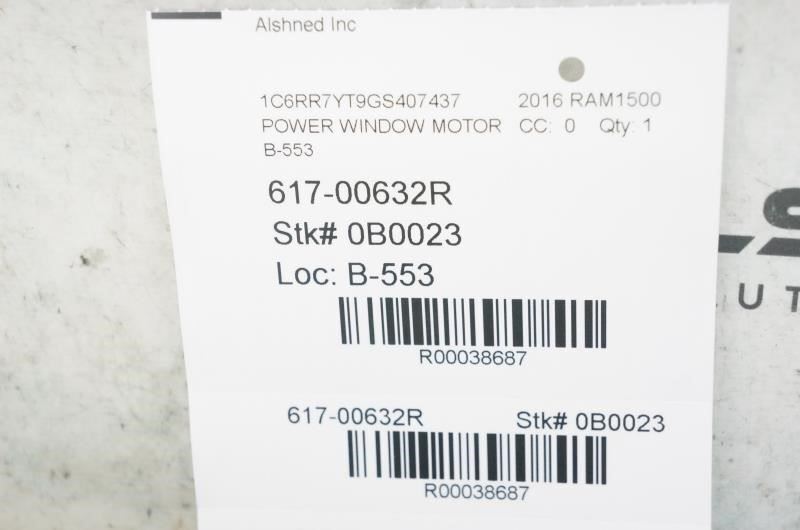 Alshned Inc
1C6RR7YT9GS407437 2016 RAM1500
POWER WINDOW MOTOR CC: 0 Qty: 1
B-553
617-00632R
Stk# 0B0023
Loc: B-553
R00038687
617-00632R Stk# 0B0023
R00038687